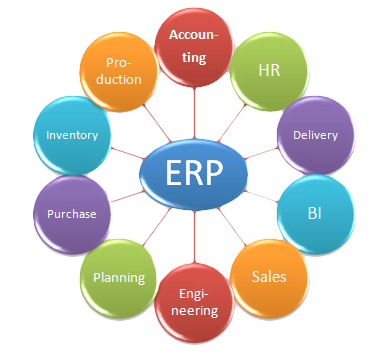 Accoun-
ting
HR
Delivery
BI
Sales
Engi-
neering
Planning
Purchase
Inventory
Pro-
duction
ERP